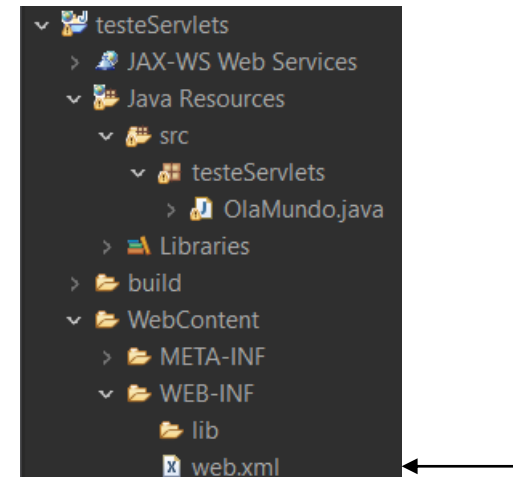 testeServlets
JAX-WS Web Services
Java Resources
src
testeServlets
OlaMundo.java
Libraries
build
WebContent
META-INF
WEB-INF
lib
web.xml